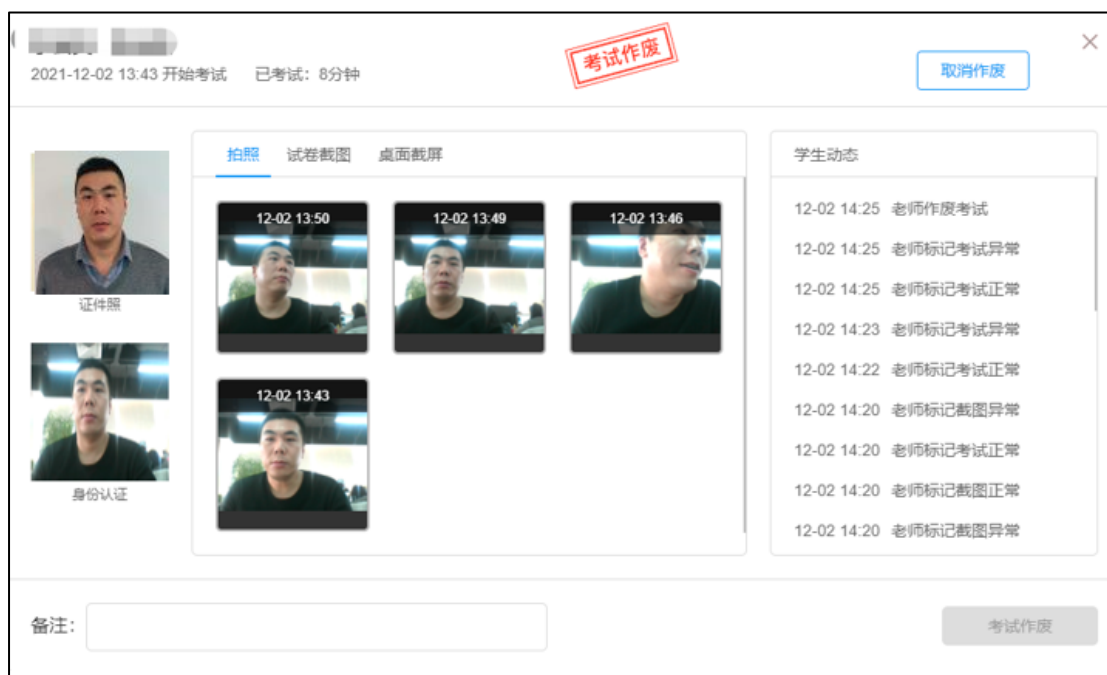 考试作废
取消作废
2021-12-02 13:43 开始考试 已考试：8分钟
拍照 试卷截图 桌面截屏
12-02 13:50 12-02 13:49 12-02 13:46
12-02 13:43
证件照
身份认证
学生动态
12-02 14:25 老师作废考试
12-02 14:25 老师标记考试异常
12-02 14:25 老师标记考试正常
12-02 14:23 老师标记考试异常
12-02 14:22 老师标记考试正常
12-02 14:20 老师标记截图异常
12-02 14:20 老师标记考试正常
12-02 14:20 老师标记截图正常
12-02 14:20 老师标记截图异常
备注：
考试作废